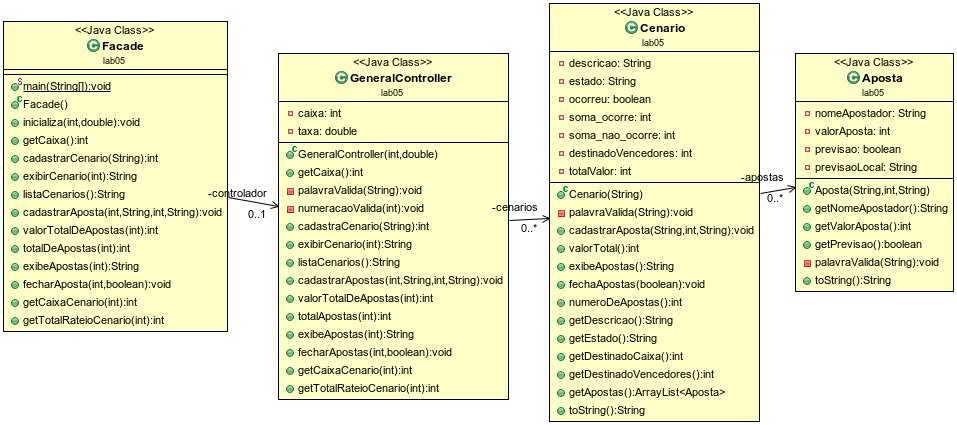 <<Java Class>>
Facade
lab05
main(String[]):void
Facade()
inicializa(int,double):void
getCaixa():int
cadastrarCenario(String):int
exibirCenario(int):String
listaCenarios():String
cadastrarAposta(int,String,int,String):void
valorTotalDeApostas(int):int
totalDeApostas(int):int
exibeApostas(int):String
fecharAposta(int,boolean):void
getCaixaCenario(int):int
getTotalRateioCenario(int):int
-controlador
0..1
<<Java Class>>
GeneralController
lab05
caixa: int
taxa: double
GeneralController(int,double)
getCaixa():int
palavraValida(String):void
numeracaoValida(int):void
cadastraCenario(String):int
exibirCenario(int):String
listaCenarios():String
cadastrarApostas(int,String,int,String):void
valorTotalDeApostas(int):int
totalApostas(int):int
exibeApostas(int):String
fecharApostas(int,boolean):void
getCaixaCenario(int):int
getTotalRateioCenario(int):int
-cenarios
0..*
<<Java Class>>
Cenario
lab05
descricao: String
estado: String
ocorreu: boolean
soma_ocorre: int
soma_nao_ocorre: int
destinadoVencedores: int
totalValor: int
Cenario(String)
palavraValida(String):void
cadastrarAposta(String,int,String):void
valorTotal():int
exibeApostas():String
fechaApostas(boolean):void
numeroDeApostas():int
getDescricao():String
getEstado():String
getDestinadoCaixa():int
getDestinadoVencedores():int
getApostas():ArrayList<Aposta>
toString():String
-apostas
0..*
<<Java Class>>
Aposta
lab05
nomeApostador: String
valorAposta: int
previsao: boolean
previsaoLocal: String
Aposta(String,int,String)
getNomeApostador():String
getValorAposta():int
getPrevisao():boolean
palavraValida(String):void
toString():String